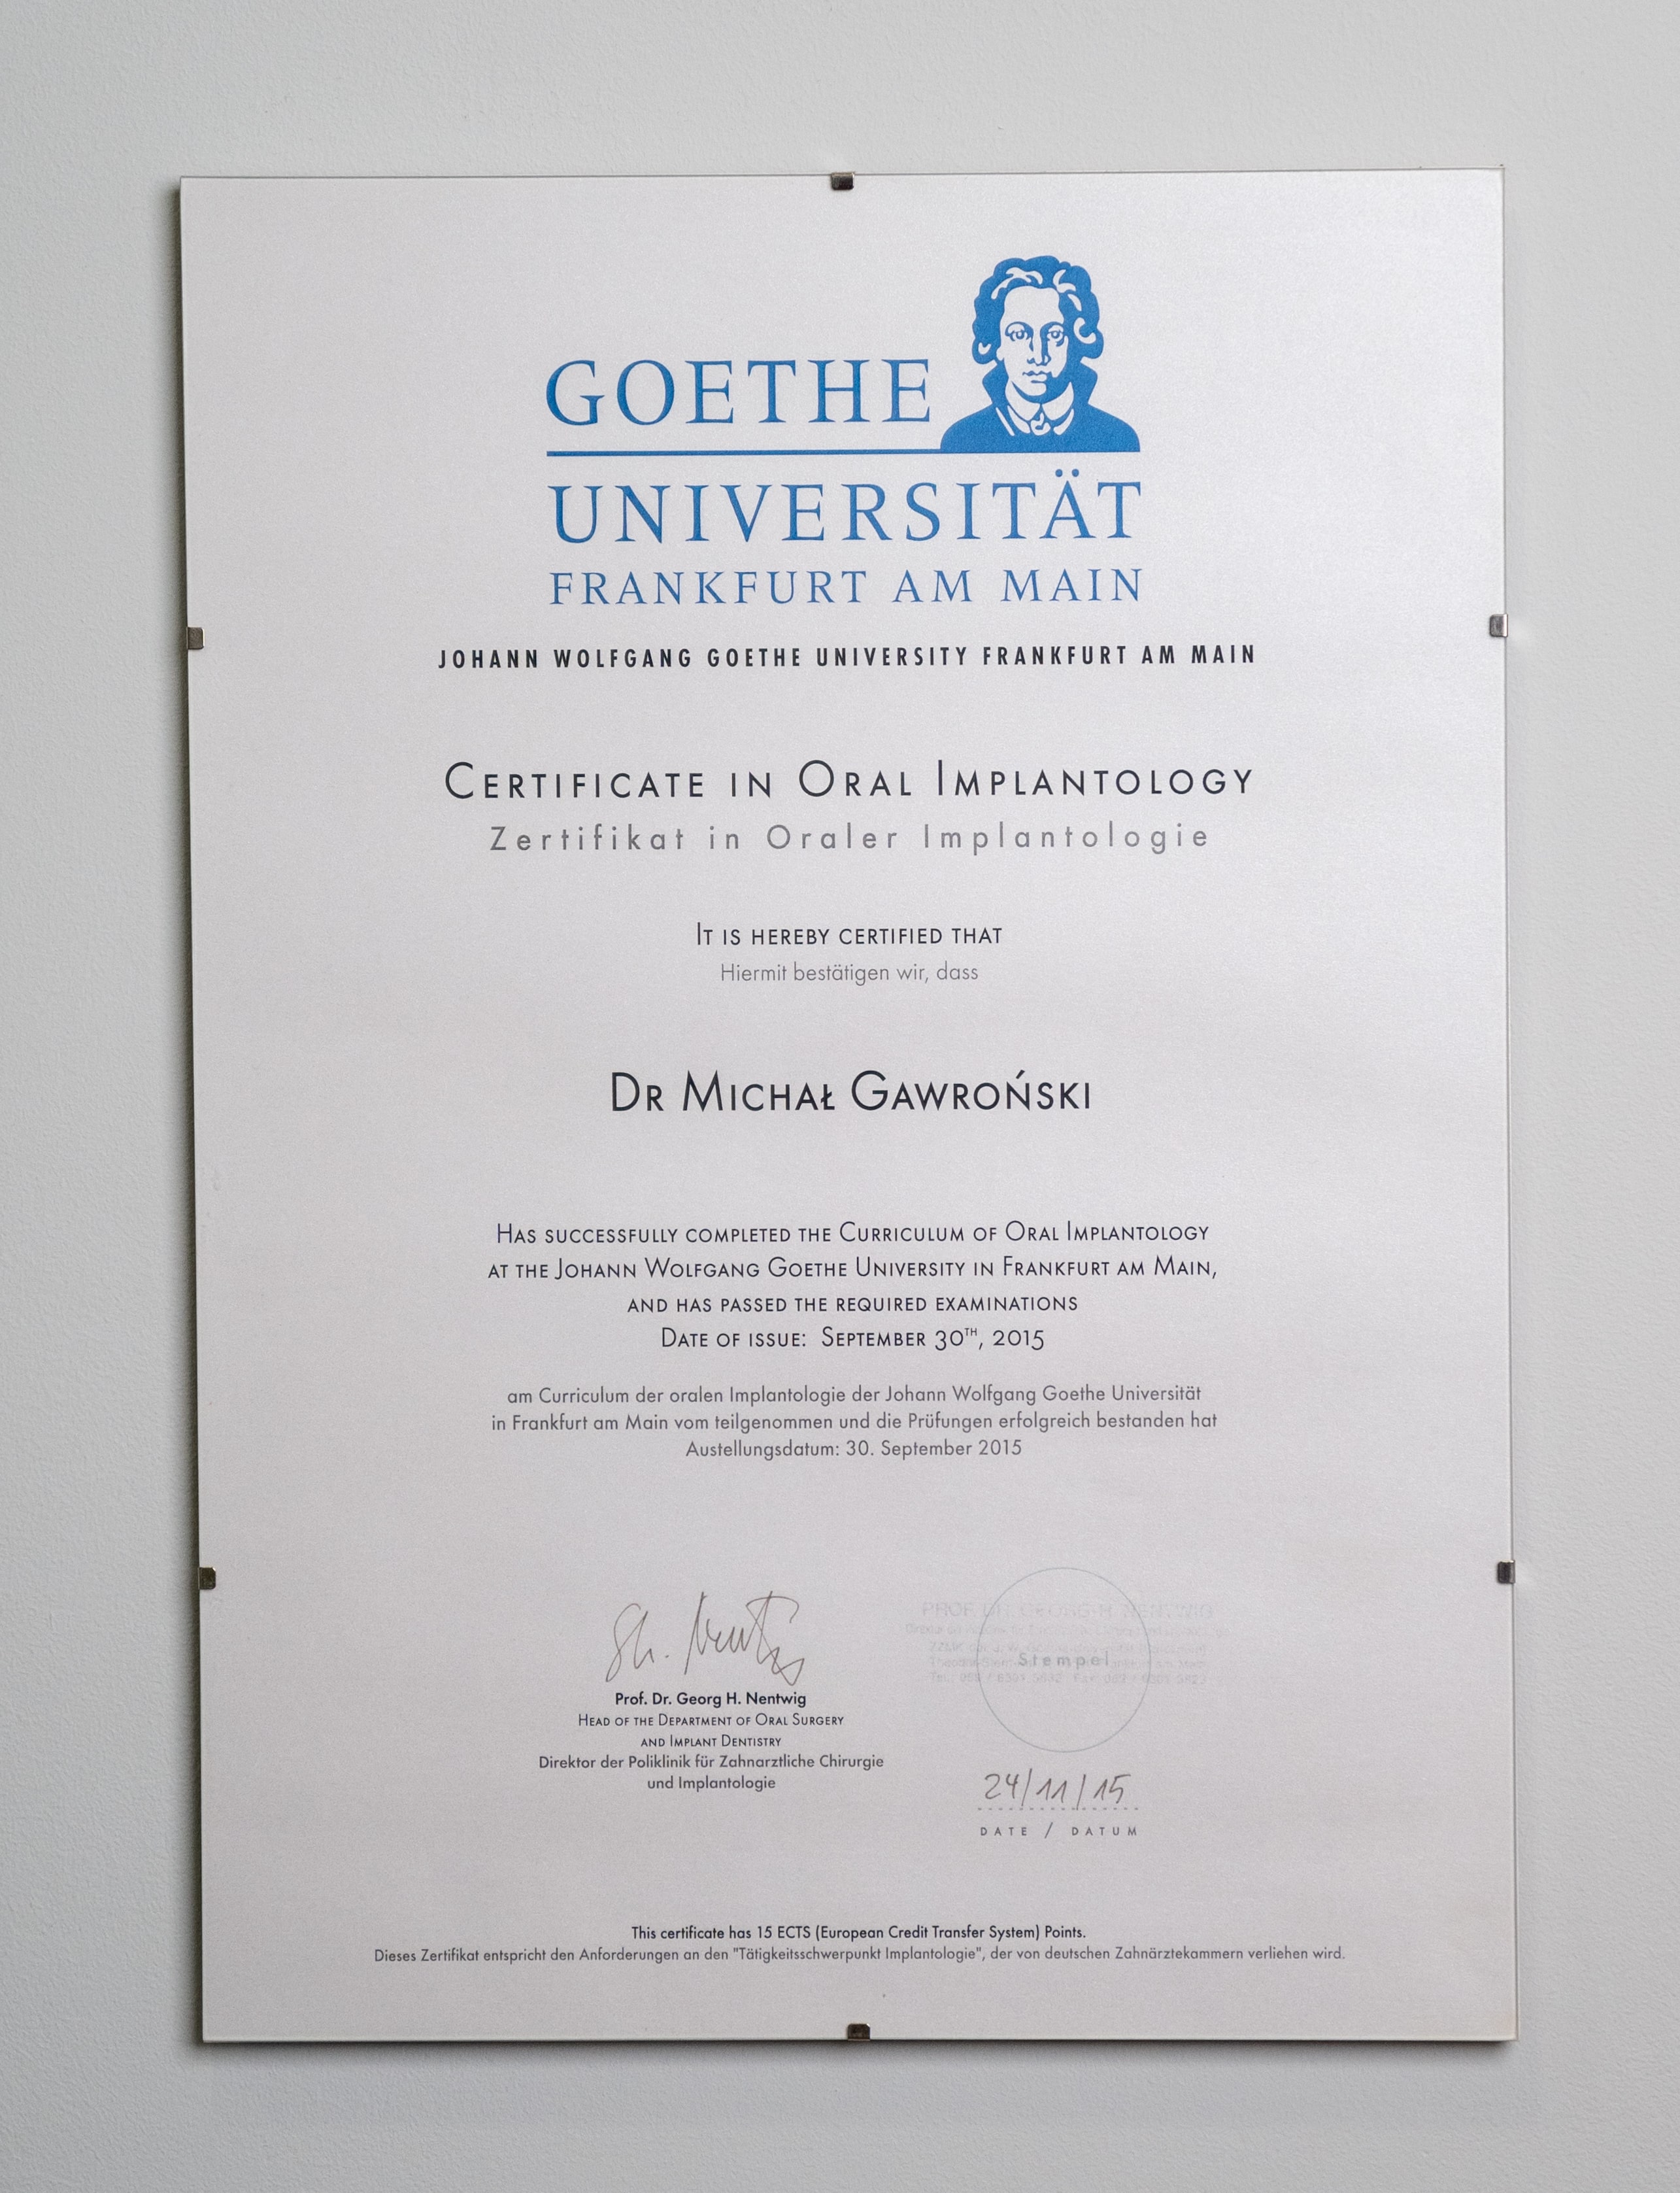 GOETHE
UNIVERSITÄT
FRANKFURT AM MAIN
JOHANN WOLFGANG GOETHE UNIVERSITY FRANKFURT AM MAIN
CERTIFICATE IN ORAL IMPLANTOLOGY
Zertifikat in Oraler Implantologie
IT IS HEREBY CERTIFIED THAT
Hiermit bestätigen wir, dass
DR MICHAŁ GAWROŃSKI
HAS SUCCESSFULLY COMPLETED THE CURRICULUM OF ORAL IMPLANTOLOGY
AT THE JOHANN WOLFGANG GOETHE UNIVERSITY IN FRANKFURT AM MAIN,
AND HAS PASSED THE REQUIRED EXAMINATIONS
DATE OF ISSUE: SEPTEMBER 30TH, 2015
am Curriculum der oralen Implantologie der Johann Wolfgang Goethe Universität
in Frankfurt am Main vom teilgenommen und die Prüfungen erfolgreich bestanden hat
Austellungsdatum: 30. September 2015
Prof. Dr. Georg H. Nentwig
HEAD OF THE DEPARTMENT OF ORAL SURGERY
AND IMPLANT DENTISTRY
Direktor der Poliklinik für Zahnarztliche Chirurgie
und Implantologie
PROF. DR. GEORG H. NENTWIG
Stempel
24/11/15
DATE / DATUM
This certificate has 15 ECTS (European Credit Transfer System) Points.
Dieses Zertifikat entspricht den Anforderungen an den "Tätigkeitsschwerpunkt Implantologie", der von deutschen Zahnärztekammern verliehen wird.